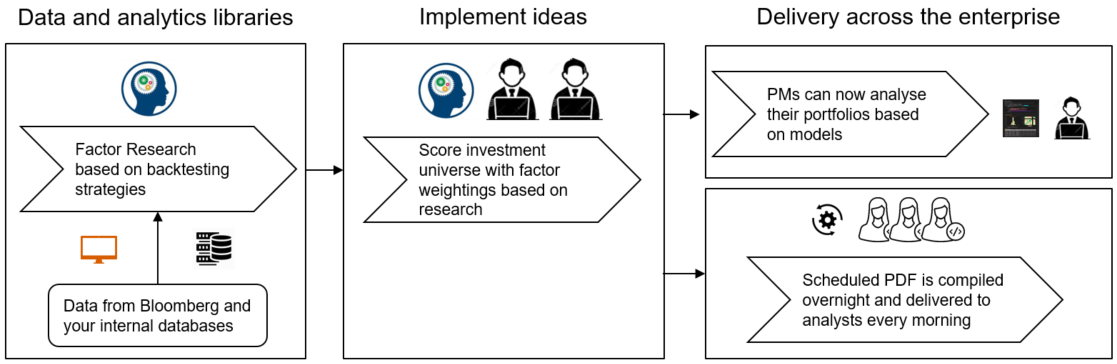 Data and analytics libraries
Implement ideas
Delivery across the enterprise
Factor Research
based on backtesting
strategies
Data from Bloomberg and
your internal databases
Score investment
universe with factor
weightings based on
research
PMs can now analyse
their portfolios based
on models
Scheduled PDF is compiled
overnight and delivered to
analysts every morning